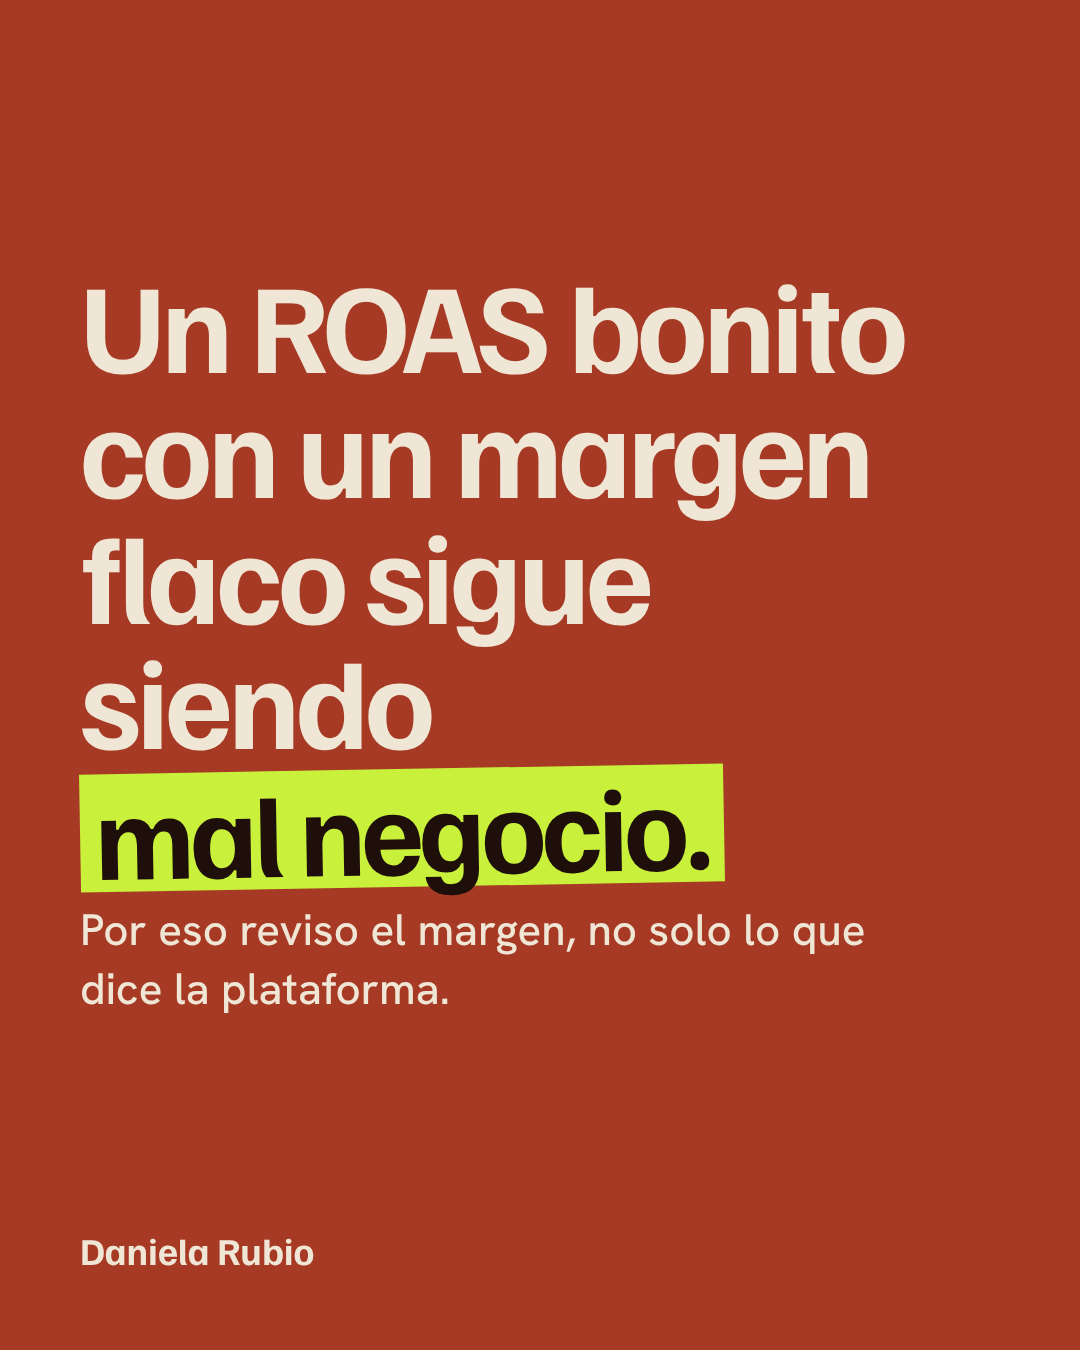 Un ROAS bonito
con un margen
flaco sigue
siendo
mal negocio.
Por eso reviso el margen, no solo lo que
dice la plataforma.
Daniela Rubio